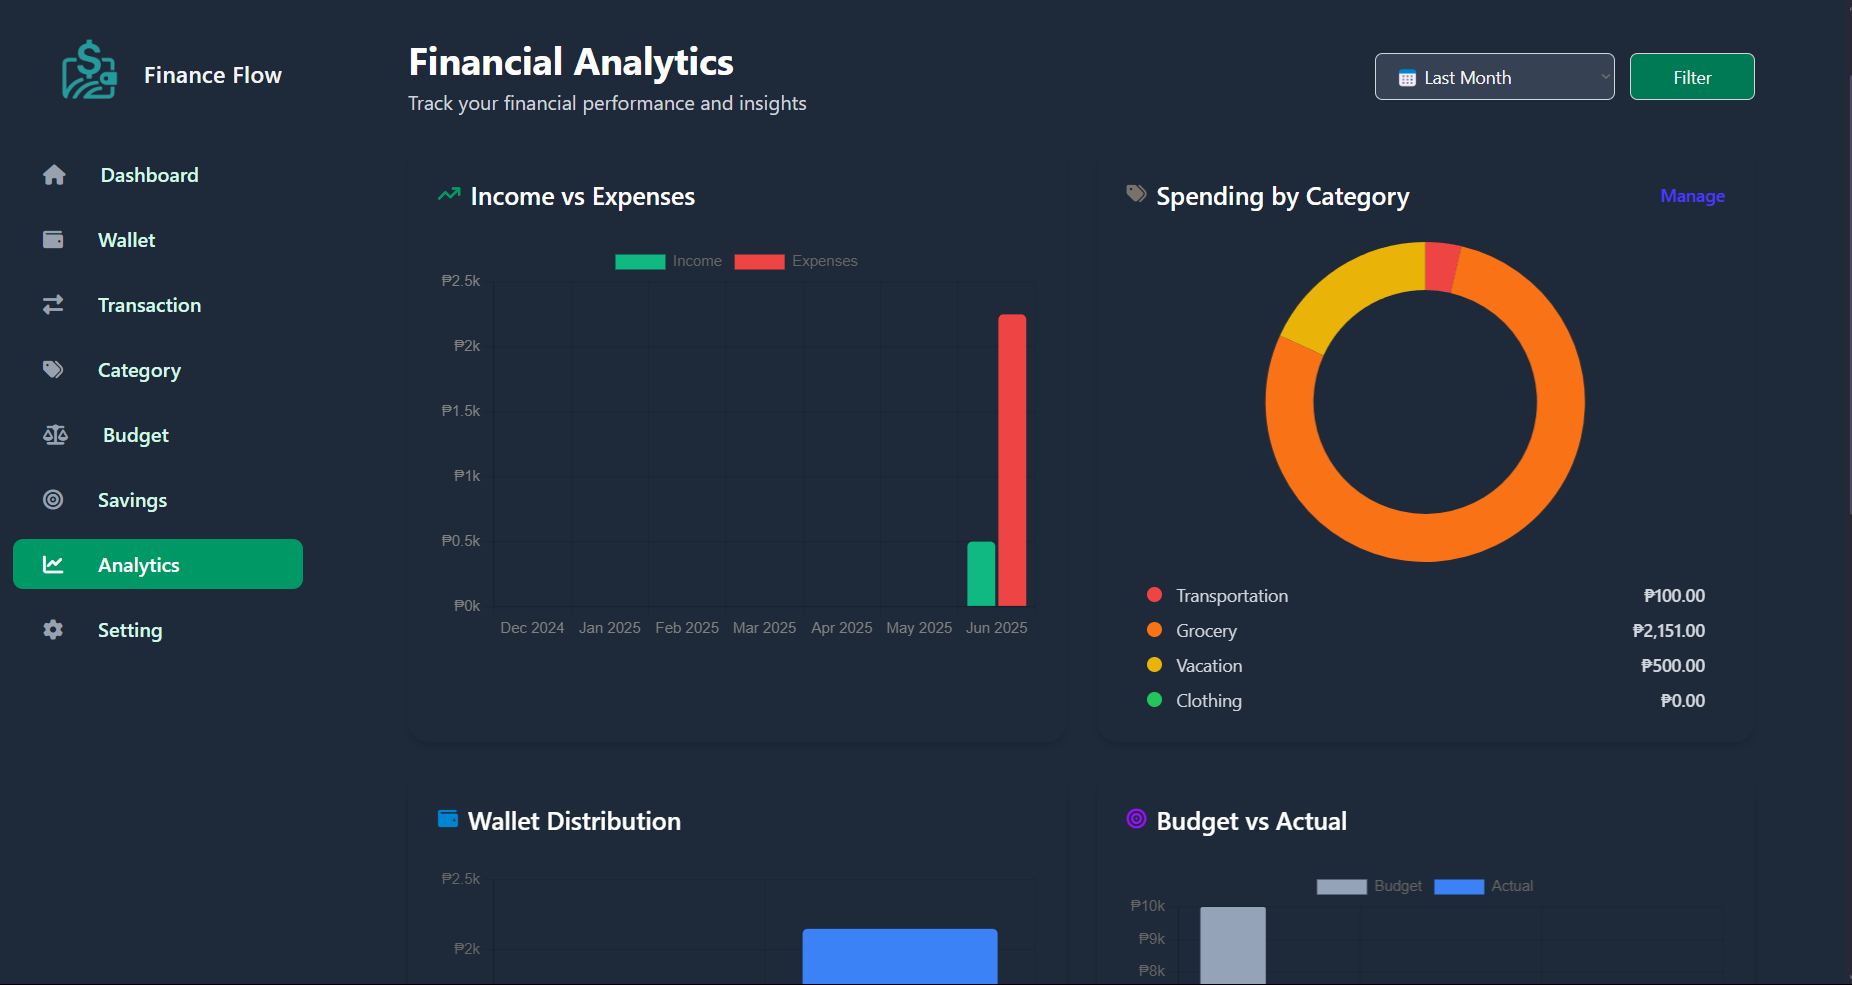 Finance Flow
Dashboard
Wallet
Transaction
Category
Budget
Savings
Analytics
Setting
Financial Analytics
Track your financial performance and insights
Last Month
Filter
Income vs Expenses
Income Expenses
₱2.5k
₱2k
₱1.5k
₱1k
₱0.5k
₱0k
Dec 2024 Jan 2025 Feb 2025 Mar 2025 Apr 2025 May 2025 Jun 2025
Spending by Category
Manage
Transportation ₱100.00
Grocery ₱2,151.00
Vacation ₱500.00
Clothing ₱0.00
Wallet Distribution
₱2.5k
₱2k
Budget vs Actual
Budget Actual
₱10k
₱9k
₱8k